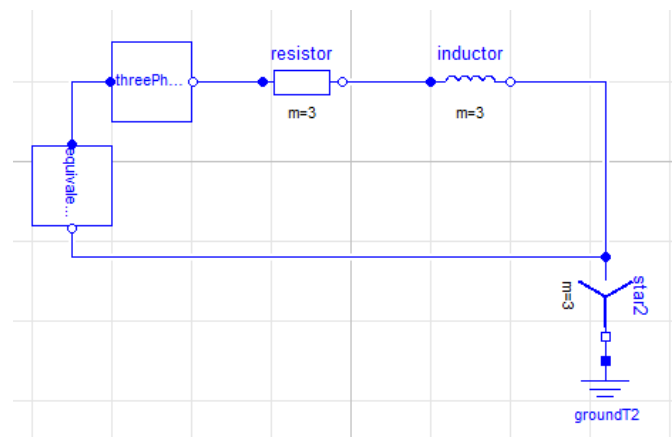 resistor
inductor
threePh...
m=3
m=3
equivale...
m=3
star2
groundT2